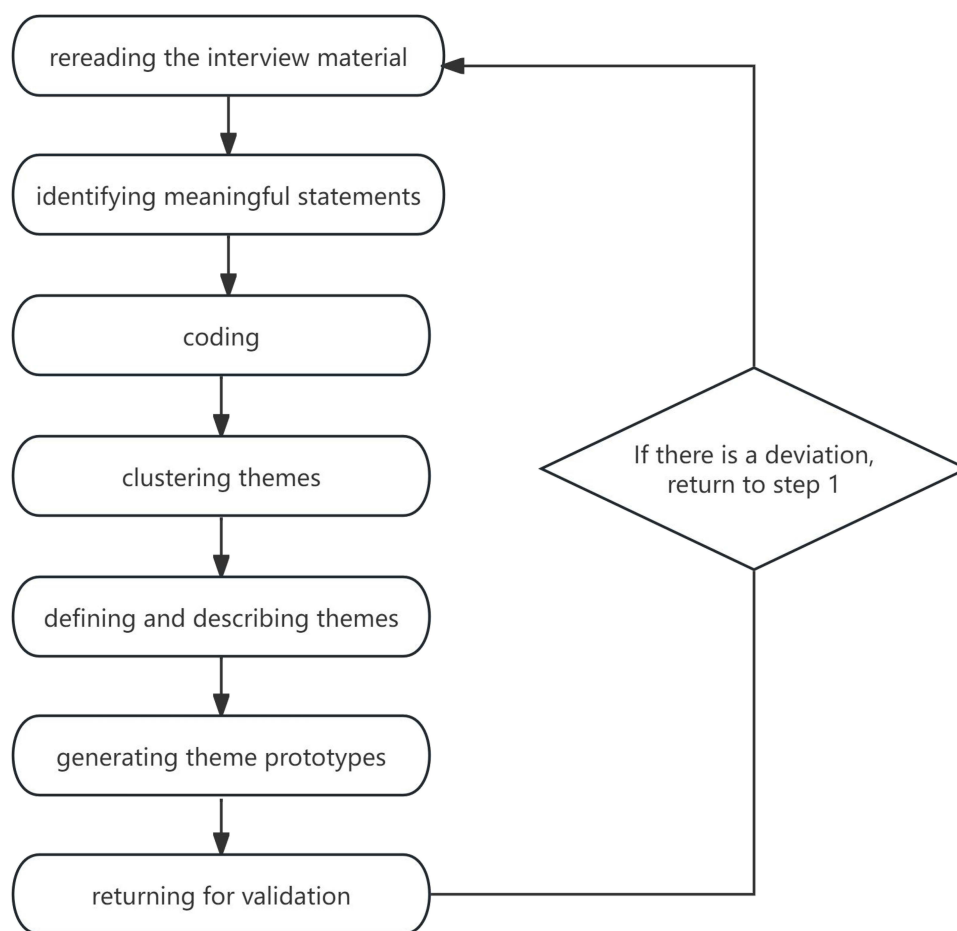 rereading the interview material
identifying meaningful statements
coding
clustering themes
defining and describing themes
generating theme prototypes
returning for validation
If there is a deviation,
return to step 1